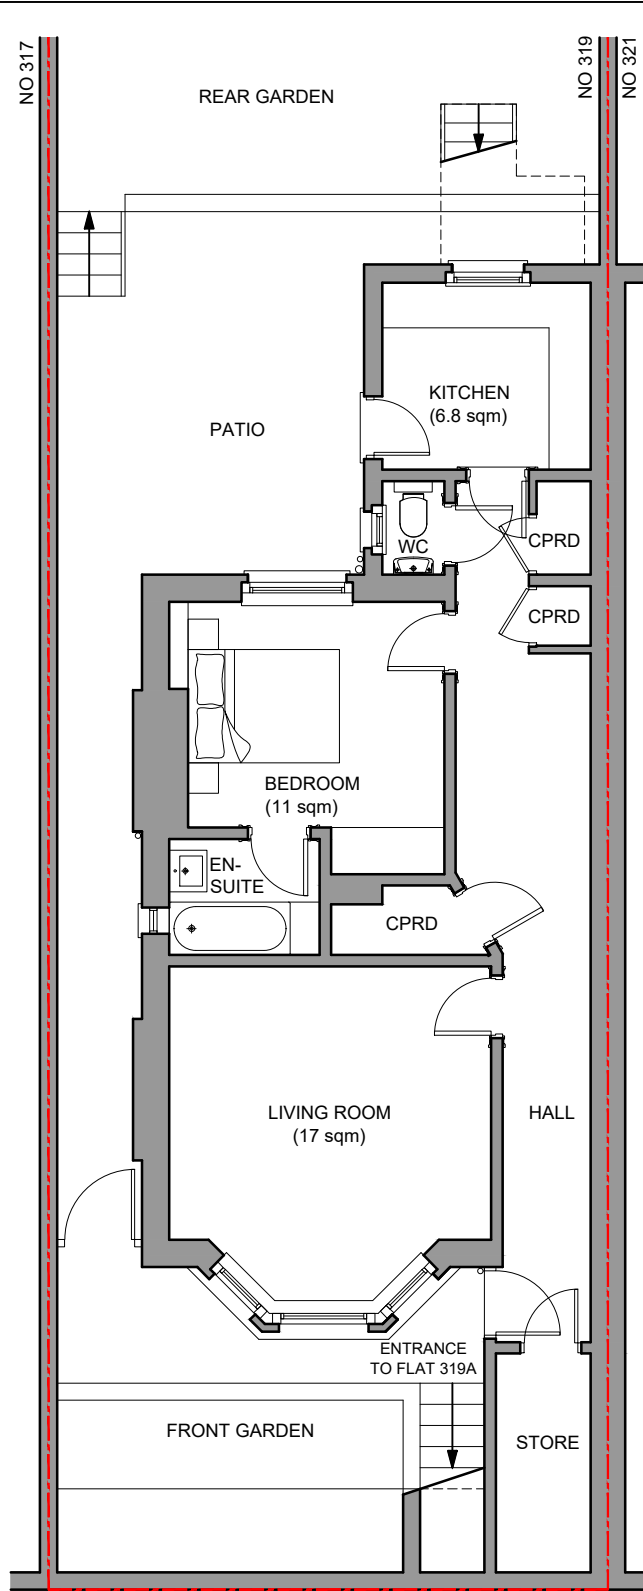 NO 317
NO 319
NO 321
REAR GARDEN
KITCHEN
(6.8 sqm)
PATIO
WC
CPRD
CPRD
BEDROOM
(11 sqm)
EN-
SUITE
CPRD
LIVING ROOM
(17 sqm)
HALL
ENTRANCE
TO FLAT 319A
FRONT GARDEN
STORE